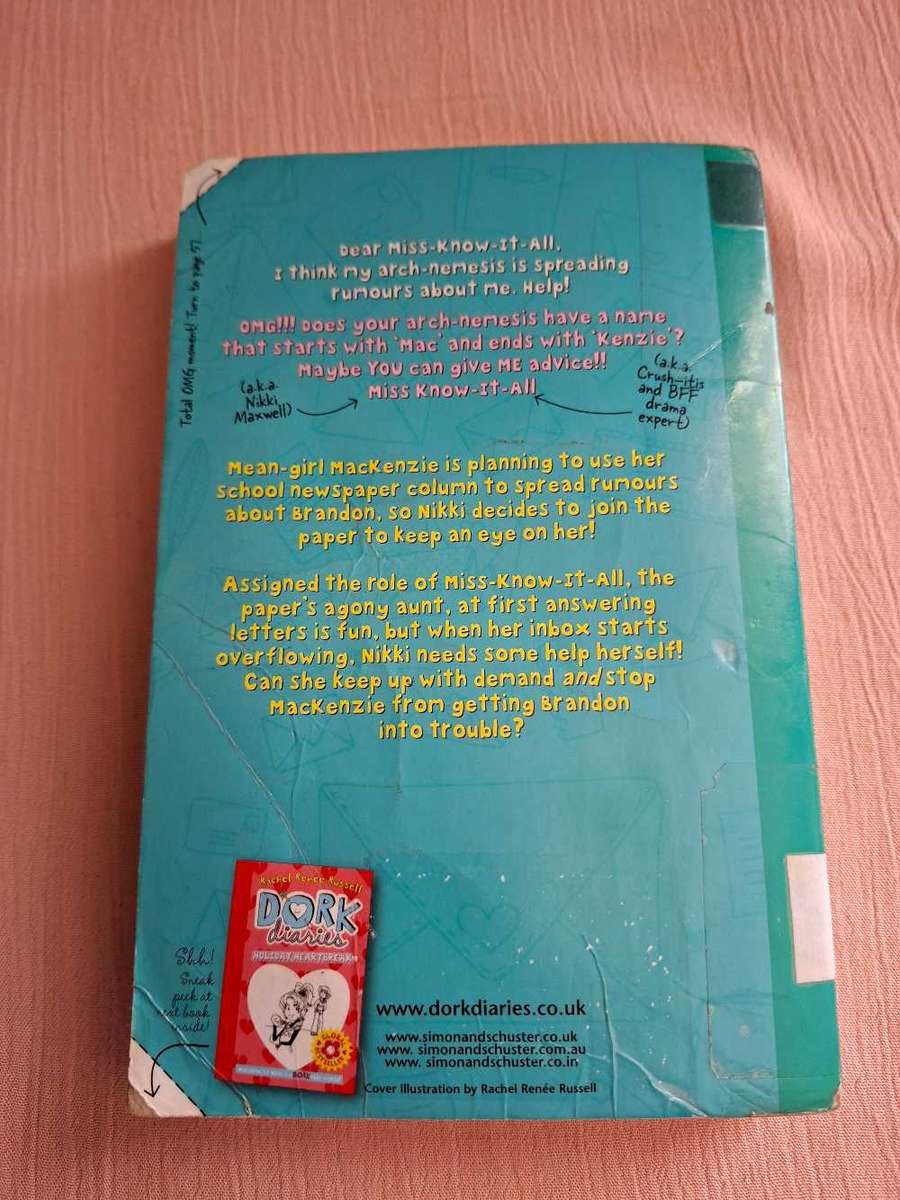 Total OMG moment! Turn to page 57.
Dear Miss-Know-It-All,
I think my arch-nemesis is spreading
rumours about me. Help!
OMG!!! Does your arch-nemesis have a name
that starts with 'Mac' and ends with 'Kenzie'?
Maybe YOU can give ME advice!!
Miss Know-It-All
(a.k.a.
Nikki
Maxwell)
(a.k.a.
Crush-itis
and BFF
drama
expert)
Mean-girl MacKenzie is planning to use her
school newspaper column to spread rumours
about Brandon, so Nikki decides to join the
paper to keep an eye on her!
Assigned the role of Miss-Know-It-All, the
paper's agony aunt, at first answering
letters is fun, but when her inbox starts
overflowing, Nikki needs some help herself!
Can she keep up with demand and stop
MacKenzie from getting Brandon
into trouble?
Shh!
Sneak
peek at
next book
inside!
Rachel Renée Russell
DORK
diaries
HOLIDAY HEARTBREAK
www.dorkdiaries.co.uk
www.simonandschuster.co.uk
www. simonandschuster.com.au
www. simonandschuster.co.in
Cover Illustration by Rachel Renée Russell